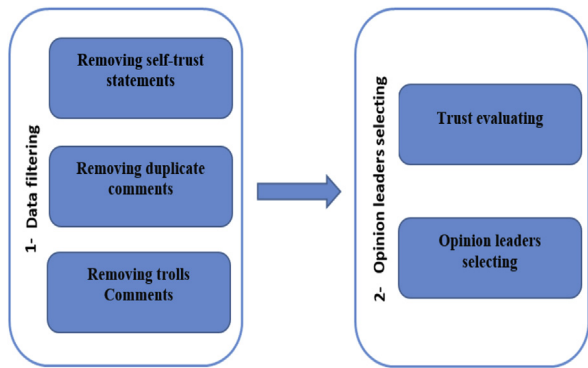 1- Data filtering
Removing self-trust
statements
Removing duplicate
comments
Removing trolls
Comments
2- Opinion leaders selecting
Trust evaluating
Opinion leaders
selecting